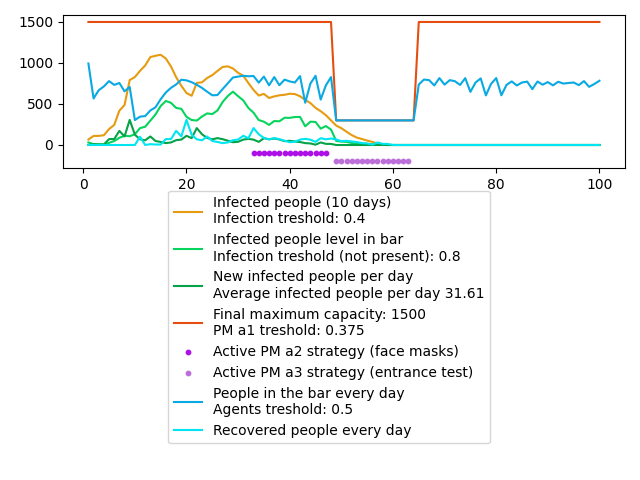 1500
1000
500
0
0 20 40 60 80 100
Infected people (10 days)
Infection treshold: 0.4
Infected people level in bar
Infection treshold (not present): 0.8
New infected people per day
Average infected people per day 31.61
Final maximum capacity: 1500
PM a1 treshold: 0.375
Active PM a2 strategy (face masks)
Active PM a3 strategy (entrance test)
People in the bar every day
Agents treshold: 0.5
Recovered people every day